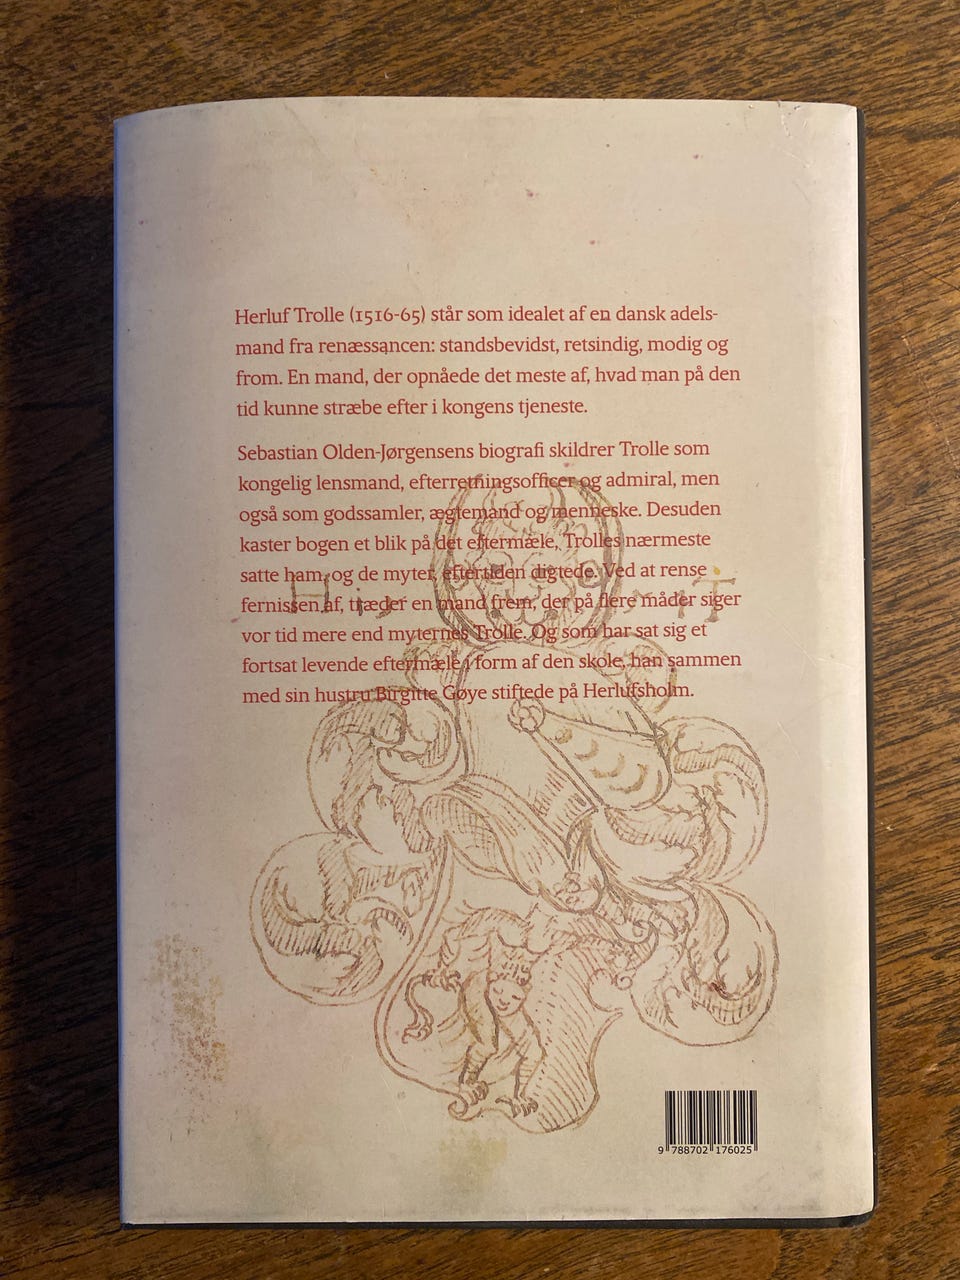 Herluf Trolle (1516-65) står som idealet af en dansk adels-
mand fra renæssancen: standsbevidst, retsindig, modig og
from. En mand, der opnåede det meste af, hvad man på den
tid kunne stræbe efter i kongens tjeneste.
Sebastian Olden-Jørgensens biografi skildrer Trolle som
kongelig lensmand, efterretningsofficer og admiral, men
også som godssamler, ægtemand og menneske. Desuden
kaster bogen et blik på det eftermæle, Trolles nærmeste
satte ham, og de myter, eftertiden digtede. Ved at rense
fernissen af, træder en mand frem, der på flere måder siger
vor tid mere end myternes Trolle. Og som har sat sig et
fortsat levende eftermæle i form af den skole, han sammen
med sin hustru Birgitte Gøye stiftede på Herlufsholm.
9 788702 176025